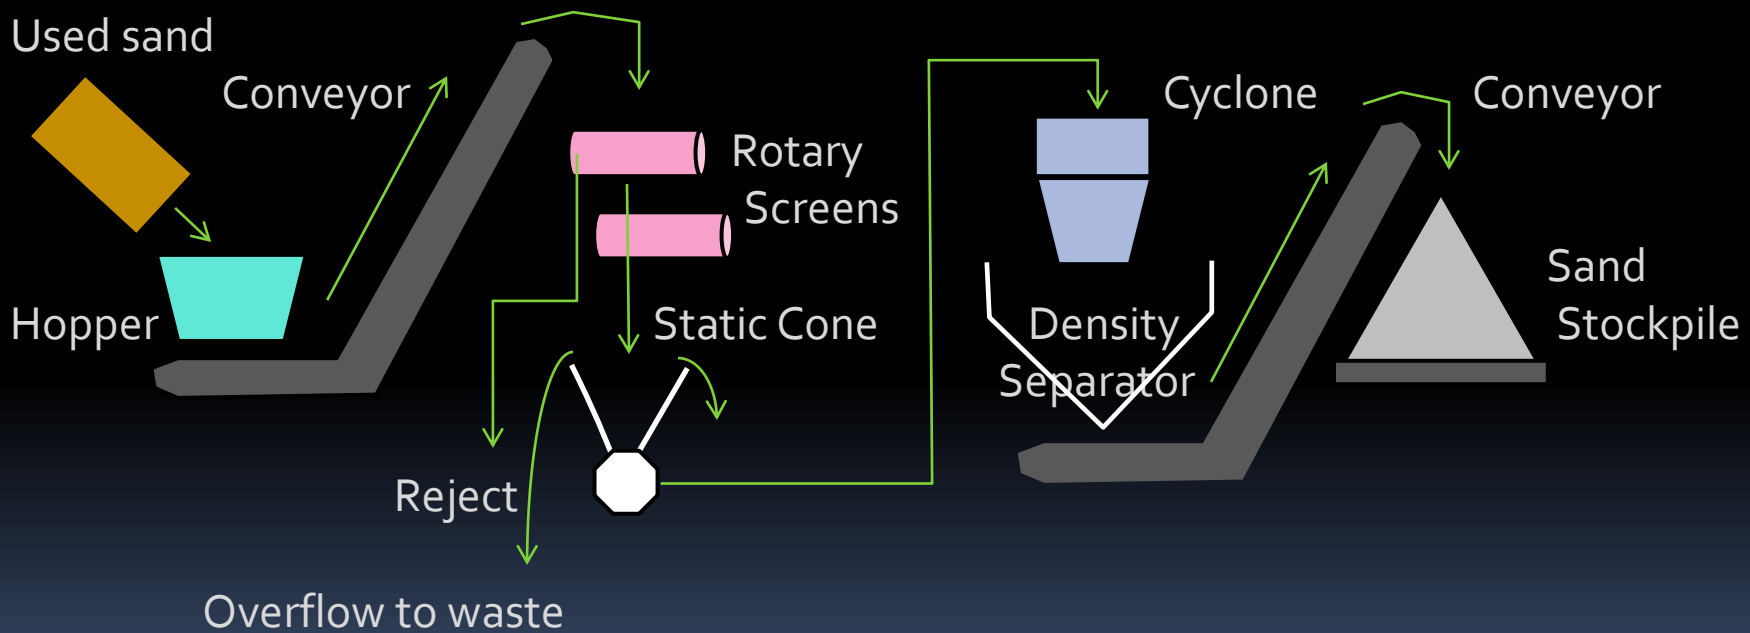 Used sand
Conveyor
Hopper
Rotary
Screens
Static Cone
Reject
Overflow to waste
Cyclone
Density
Separator
Conveyor
Sand
Stockpile